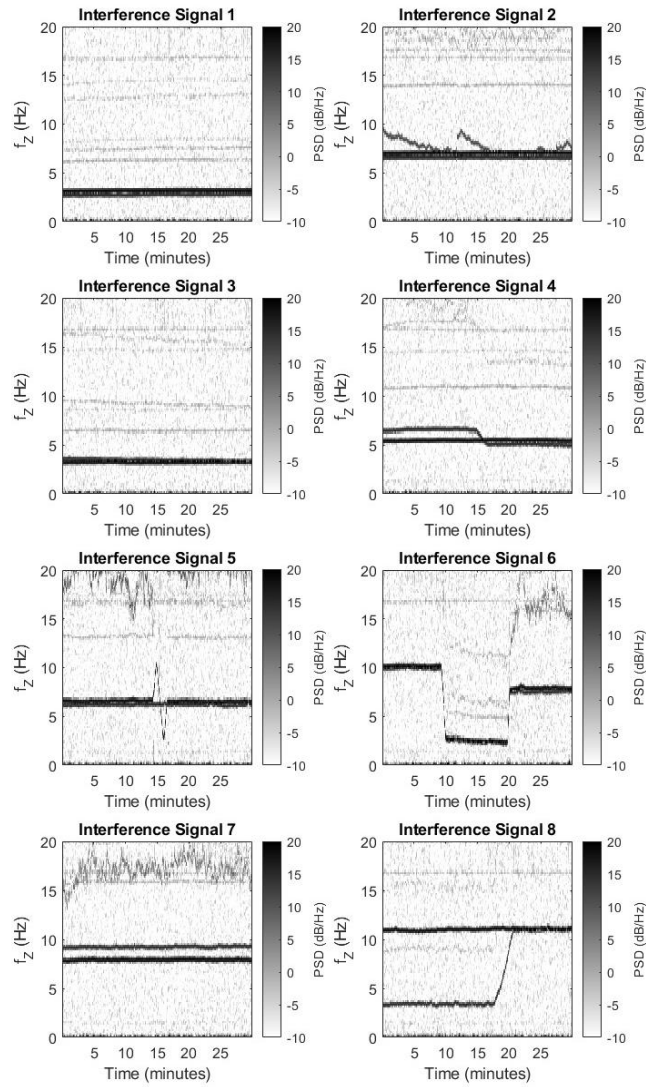 Interference Signal 1
20
15
10
5
0
f_Z (Hz)
5 10 15 20 25
Time (minutes)
20
15
10
5
0
-5
-10
PSD (dB/Hz)
Interference Signal 2
20
15
10
5
0
f_Z (Hz)
5 10 15 20 25
Time (minutes)
20
15
10
5
0
-5
-10
PSD (dB/Hz)
Interference Signal 3
20
15
10
5
0
f_Z (Hz)
5 10 15 20 25
Time (minutes)
20
15
10
5
0
-5
-10
PSD (dB/Hz)
Interference Signal 4
20
15
10
5
0
f_Z (Hz)
5 10 15 20 25
Time (minutes)
20
15
10
5
0
-5
-10
PSD (dB/Hz)
Interference Signal 5
20
15
10
5
0
f_Z (Hz)
5 10 15 20 25
Time (minutes)
20
15
10
5
0
-5
-10
PSD (dB/Hz)
Interference Signal 6
20
15
10
5
0
f_Z (Hz)
5 10 15 20 25
Time (minutes)
20
15
10
5
0
-5
-10
PSD (dB/Hz)
Interference Signal 7
20
15
10
5
0
f_Z (Hz)
5 10 15 20 25
Time (minutes)
20
15
10
5
0
-5
-10
PSD (dB/Hz)
Interference Signal 8
20
15
10
5
0
f_Z (Hz)
5 10 15 20 25
Time (minutes)
20
15
10
5
0
-5
-10
PSD (dB/Hz)